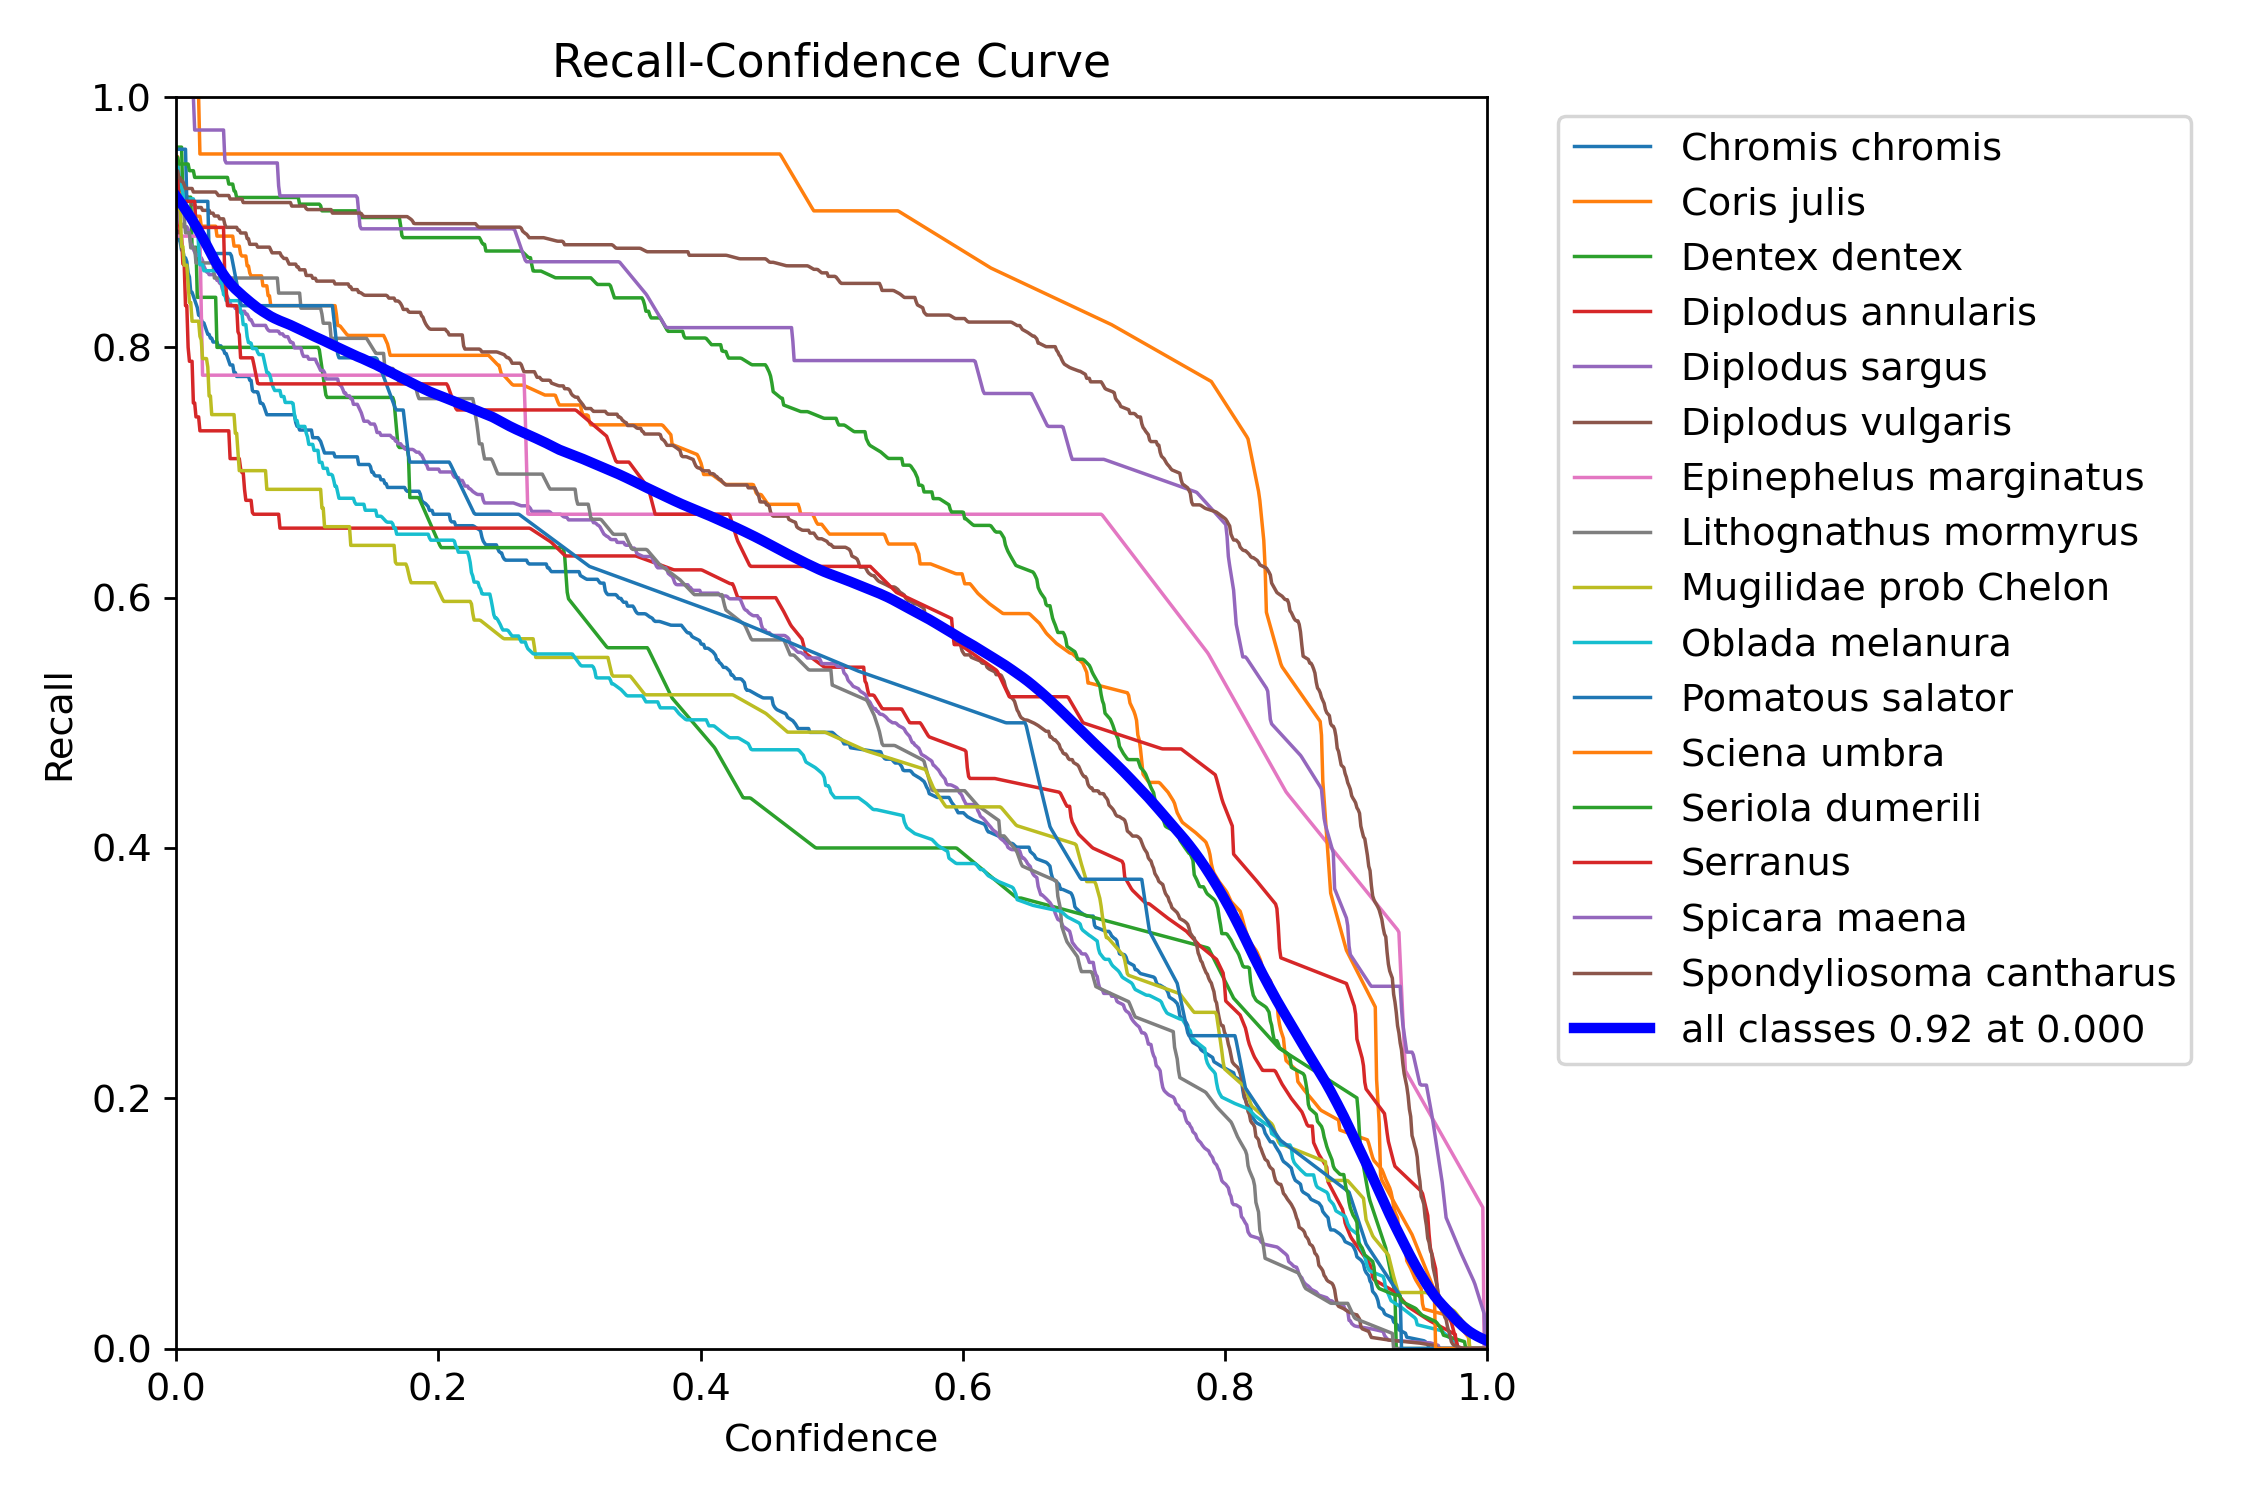 Recall-Confidence Curve
1.0
0.8
0.6
0.4
0.2
0.0
Recall
0.0 0.2 0.4 0.6 0.8 1.0
Confidence
Chromis chromis
Coris julis
Dentex dentex
Diplodus annularis
Diplodus sargus
Diplodus vulgaris
Epinephelus marginatus
Lithognathus mormyrus
Mugilidae prob Chelon
Oblada melanura
Pomatous salator
Sciena umbra
Seriola dumerili
Serranus
Spicara maena
Spondyliosoma cantharus
all classes 0.92 at 0.000